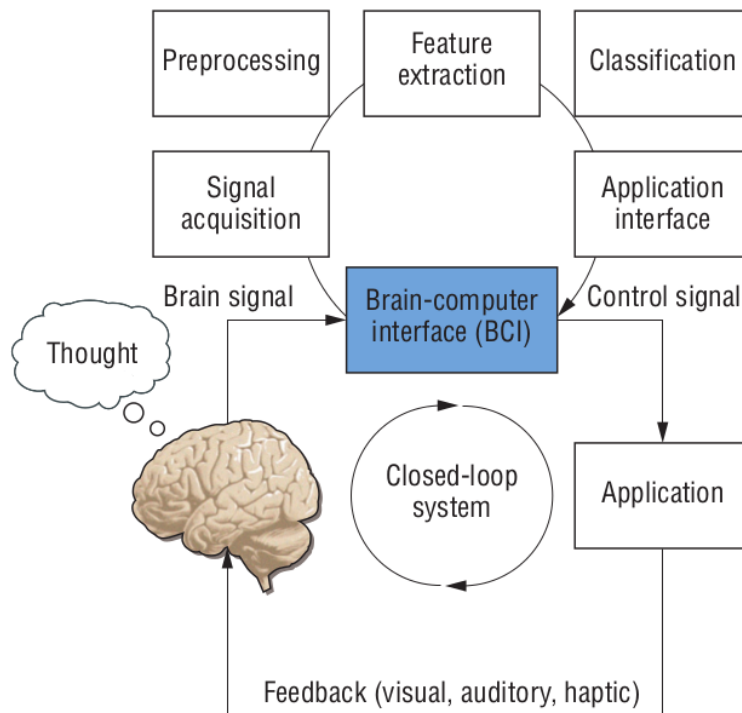 Preprocessing
Feature
extraction
Classification
Signal
acquisition
Application
interface
Brain signal
Brain-computer
interface (BCI)
Control signal
Thought
Closed-loop
system
Application
Feedback (visual, auditory, haptic)